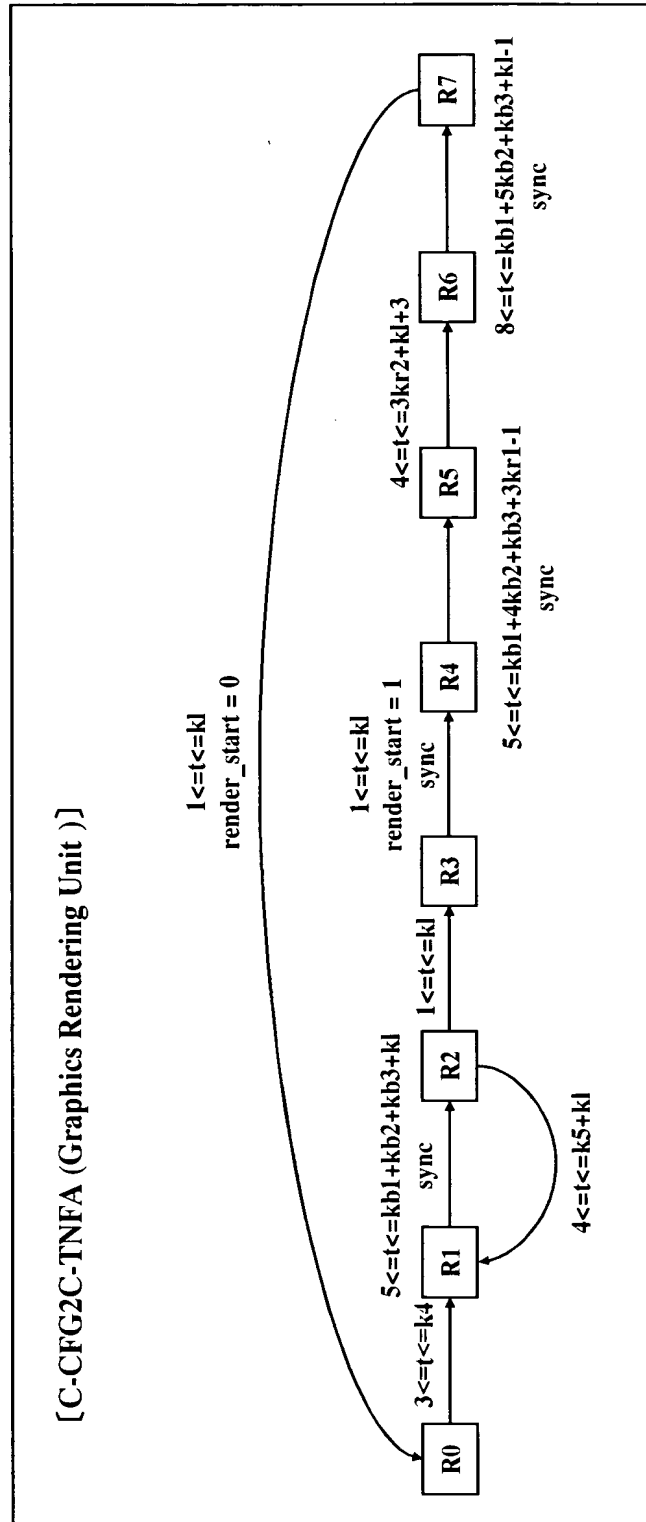 [C-CFG2C-TNFA (Graphics Rendering Unit )]
1<=t<=kl
render_start = 0
R0
3<=t<=k4
R1
5<=t<=kb1+kb2+kb3+kl
sync
R2
4<=t<=k5+kl
1<=t<=kl
R3
1<=t<=kl
render_start = 1
sync
R4
5<=t<=kb1+4kb2+kb3+3kr1-1
sync
R5
4<=t<=3kr2+kl+3
R6
8<=t<=kb1+5kb2+kb3+kl-1
sync
R7